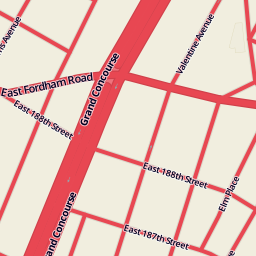 Valentine Avenue
Avenue
Grand Concourse
East Fordham Road
East 188th Street
East 188th Street
Elm Place
Grand Concourse
East 187th Street